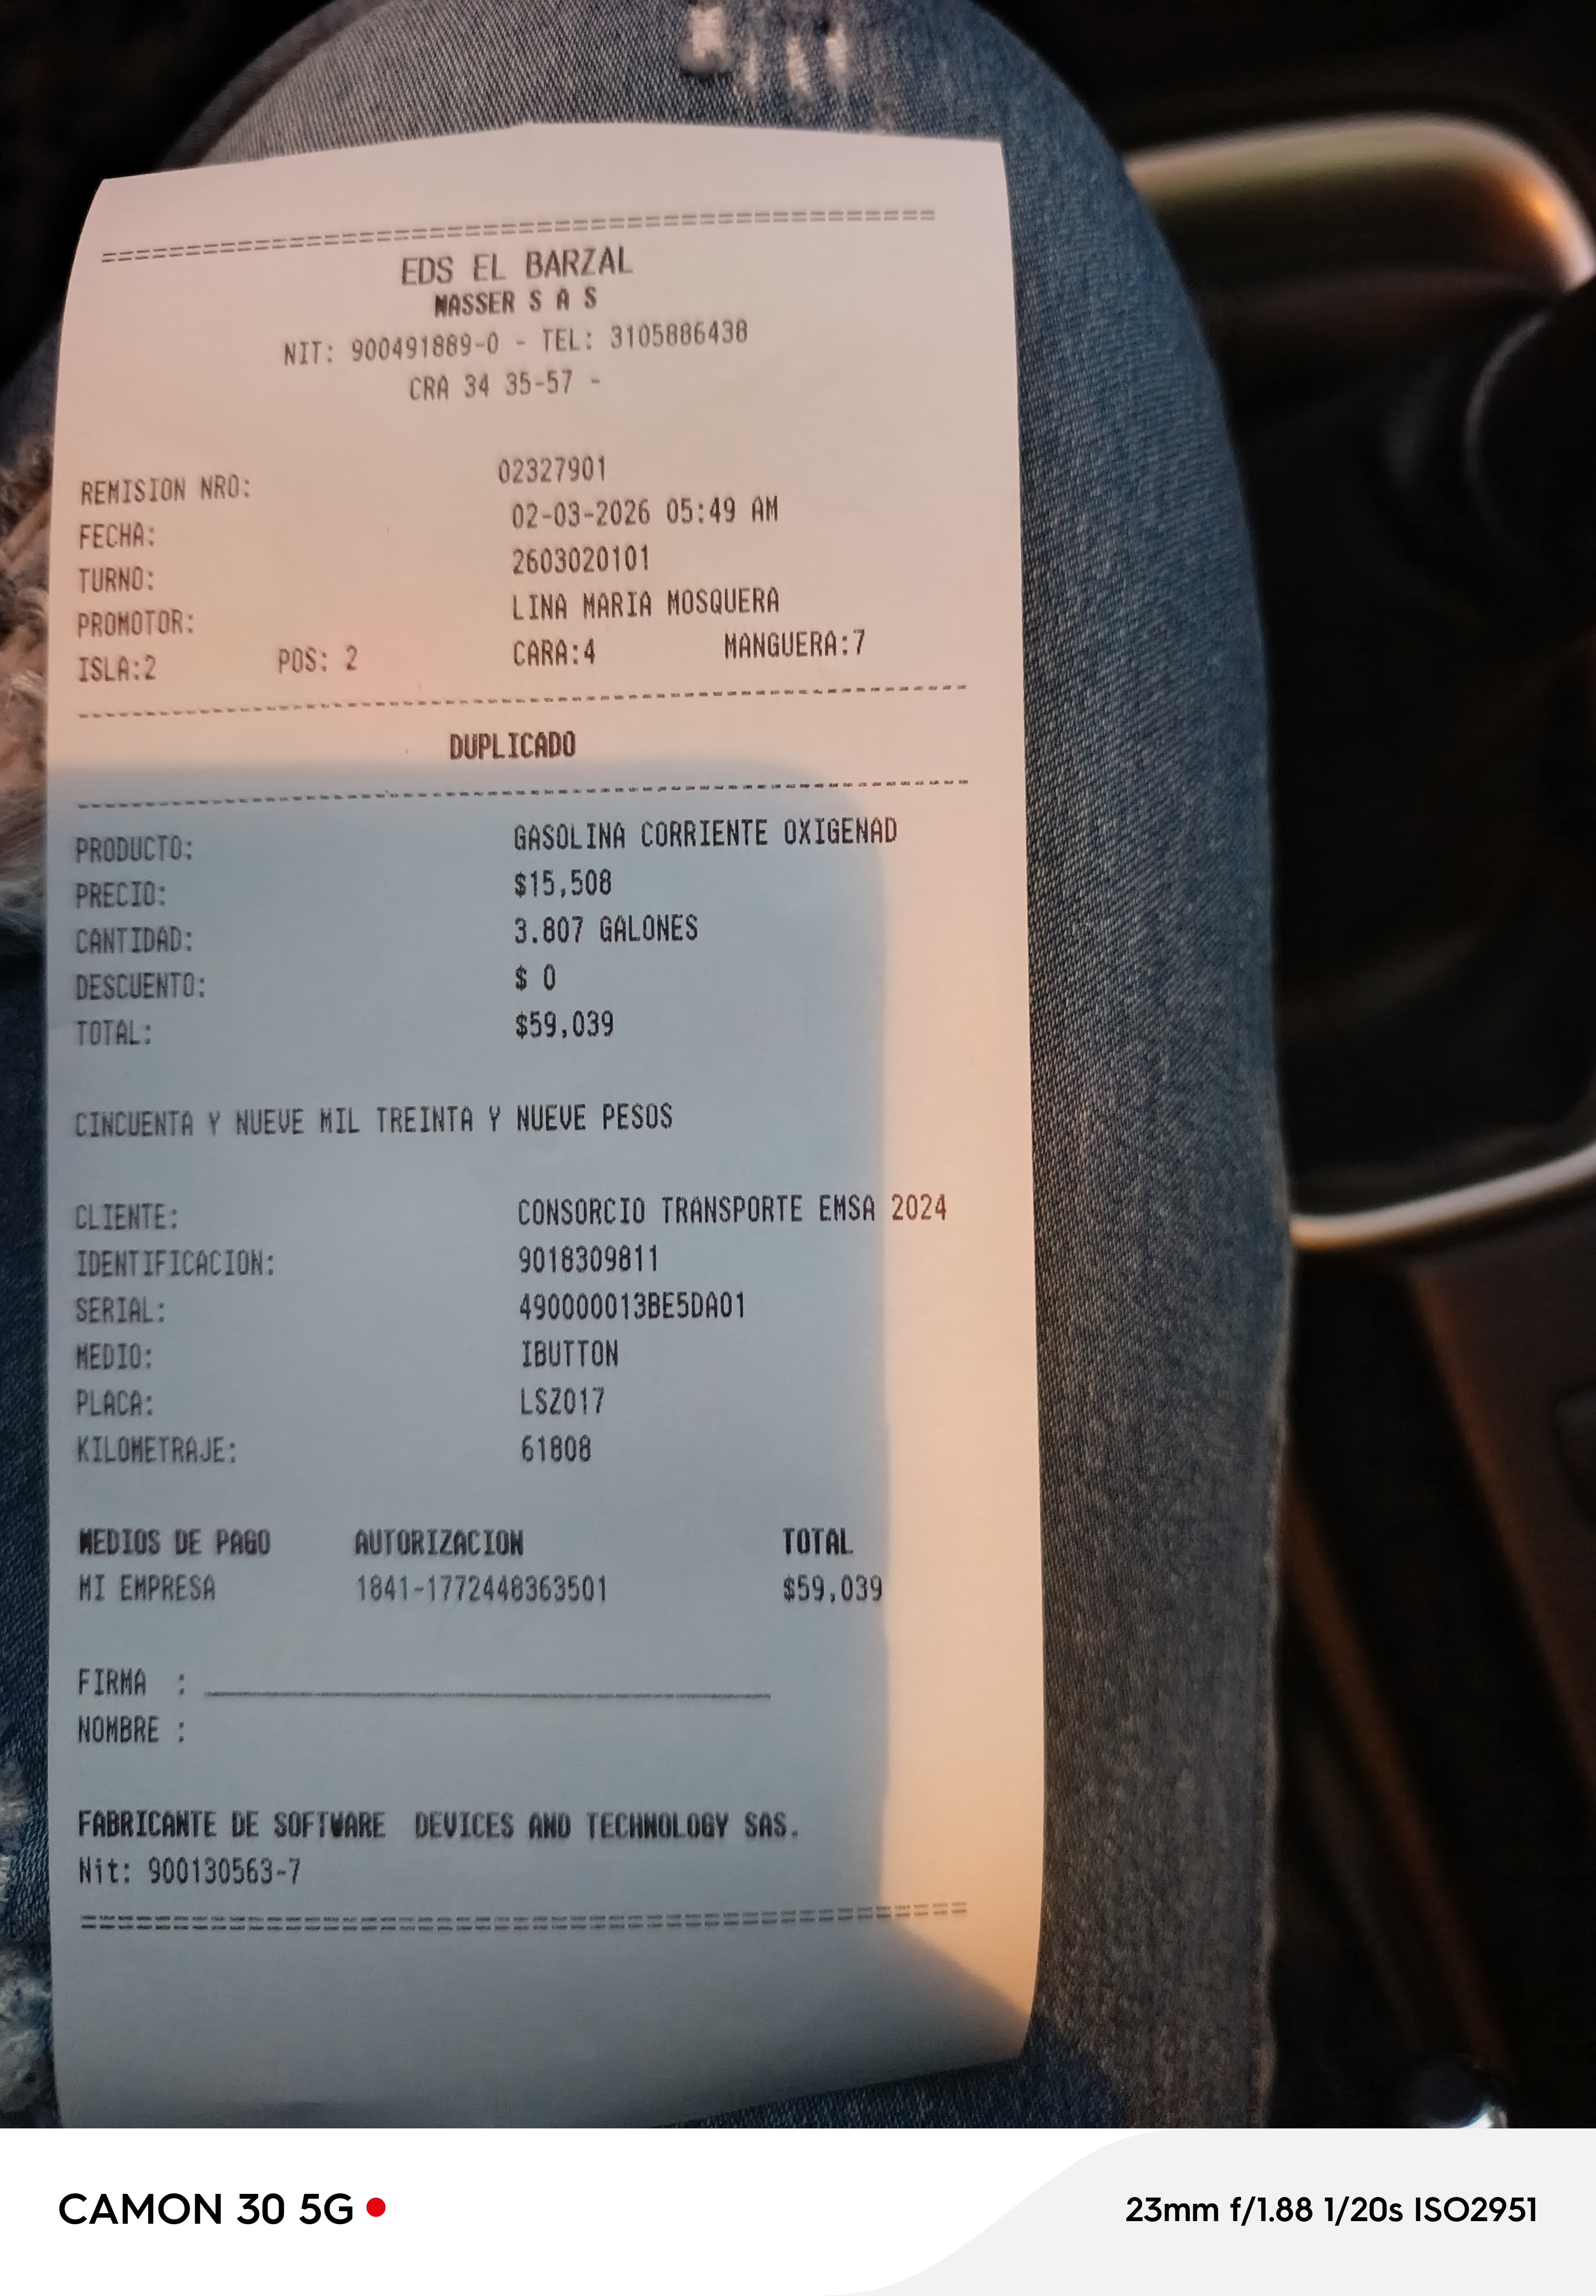 ================================================
EDS EL BARZAL
MASSER S A S
NIT: 900491889-0 - TEL: 3105886438
CRA 34 35-57 -
REMISION NRO: 02327901
FECHA: 02-03-2026 05:49 AM
TURNO: 2603020101
PROMOTOR: LINA MARIA MOSQUERA
ISLA:2 POS: 2 CARA:4 MANGUERA:7
DUPLICADO
PRODUCTO: GASOLINA CORRIENTE OXIGENAD
PRECIO: $15,508
CANTIDAD: 3.807 GALONES
DESCUENTO: $ 0
TOTAL: $59,039
CINCUENTA Y NUEVE MIL TREINTA Y NUEVE PESOS
CLIENTE: CONSORCIO TRANSPORTE EMSA 2024
IDENTIFICACION: 9018309811
SERIAL: 490000013BE5DA01
MEDIO: IBUTTON
PLACA: LSZ017
KILOMETRAJE: 61808
MEDIOS DE PAGO AUTORIZACION TOTAL
MI EMPRESA 1841-1772448363501 $59,039
FIRMA : ____________________
NOMBRE :
FABRICANTE DE SOFTWARE DEVICES AND TECHNOLOGY SAS.
Nit: 900130563-7
================================================
CAMON 30 5G
23mm f/1.88 1/20s ISO2951